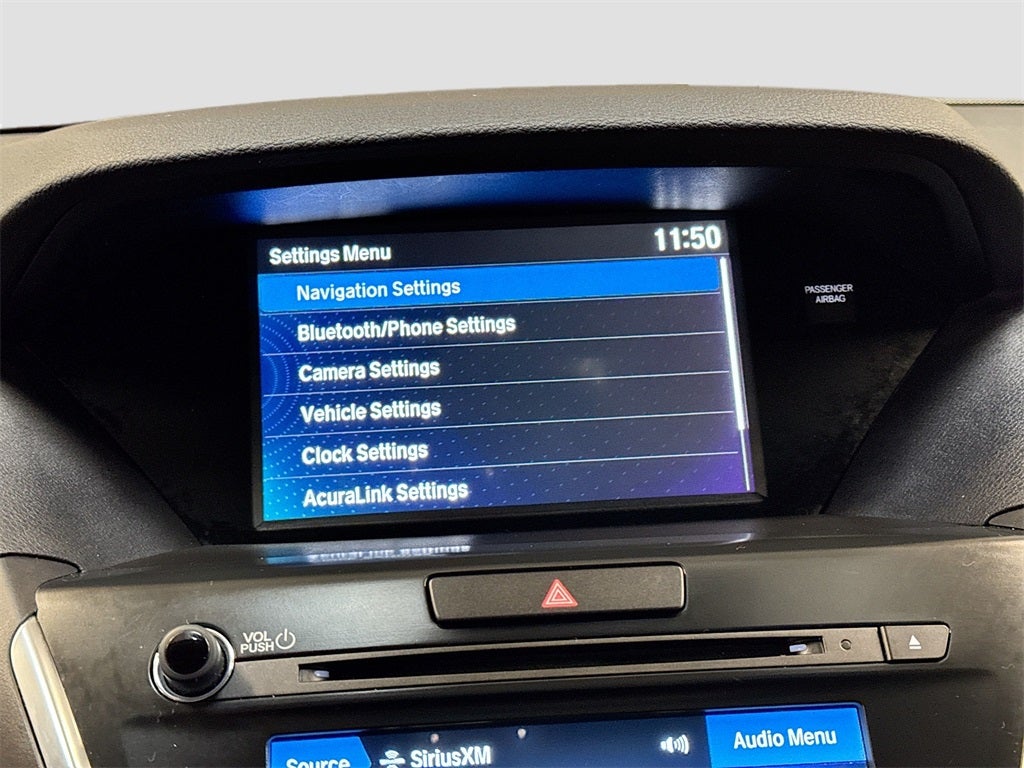 Settings Menu 11:50
Navigation Settings
Bluetooth/Phone Settings
Camera Settings
Vehicle Settings
Clock Settings
AcuraLink Settings
PASSENGER
AIRBAG
VOL
PUSH
Source SiriusXM Audio Menu